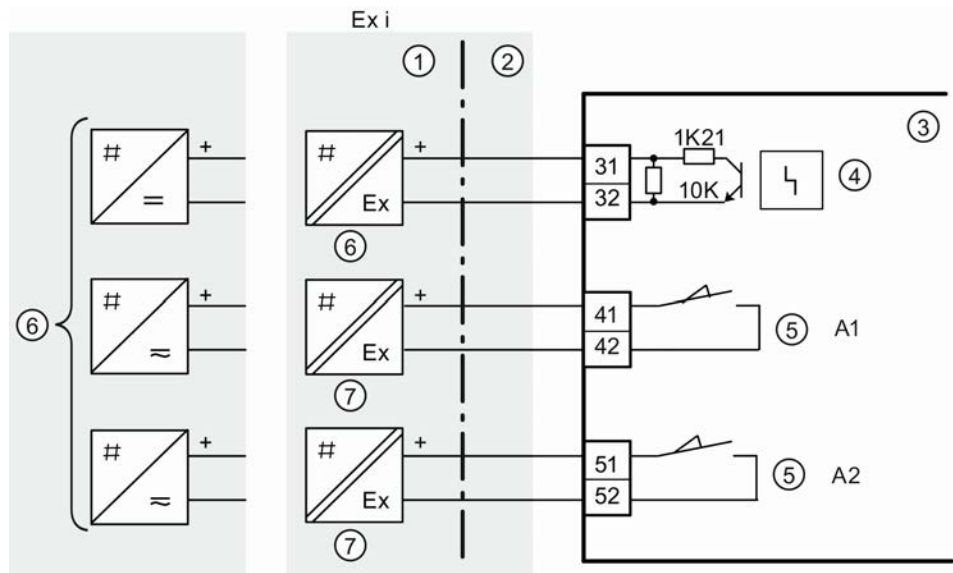 Ex i
① ②
③
# + # + 31 1K21
= Ex 32 10K ④
⑥
# + # + 41
⑥ ≂ Ex 42 ⑤ A1
⑦
# + # + 51
≂ Ex 52 ⑤ A2
⑦